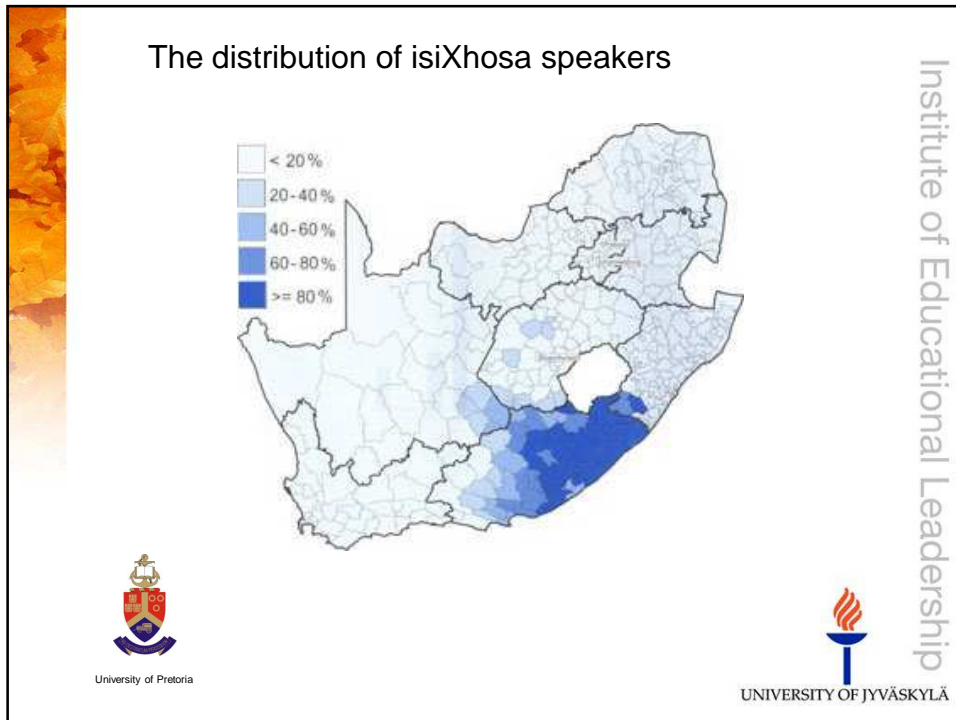 The distribution of isiXhosa speakers
< 20%
20-40%
40-60%
60-80%
>= 80%
Institute of Educational Leadership
University of Pretoria
UNIVERSITY OF JYVÄSKYLÄ